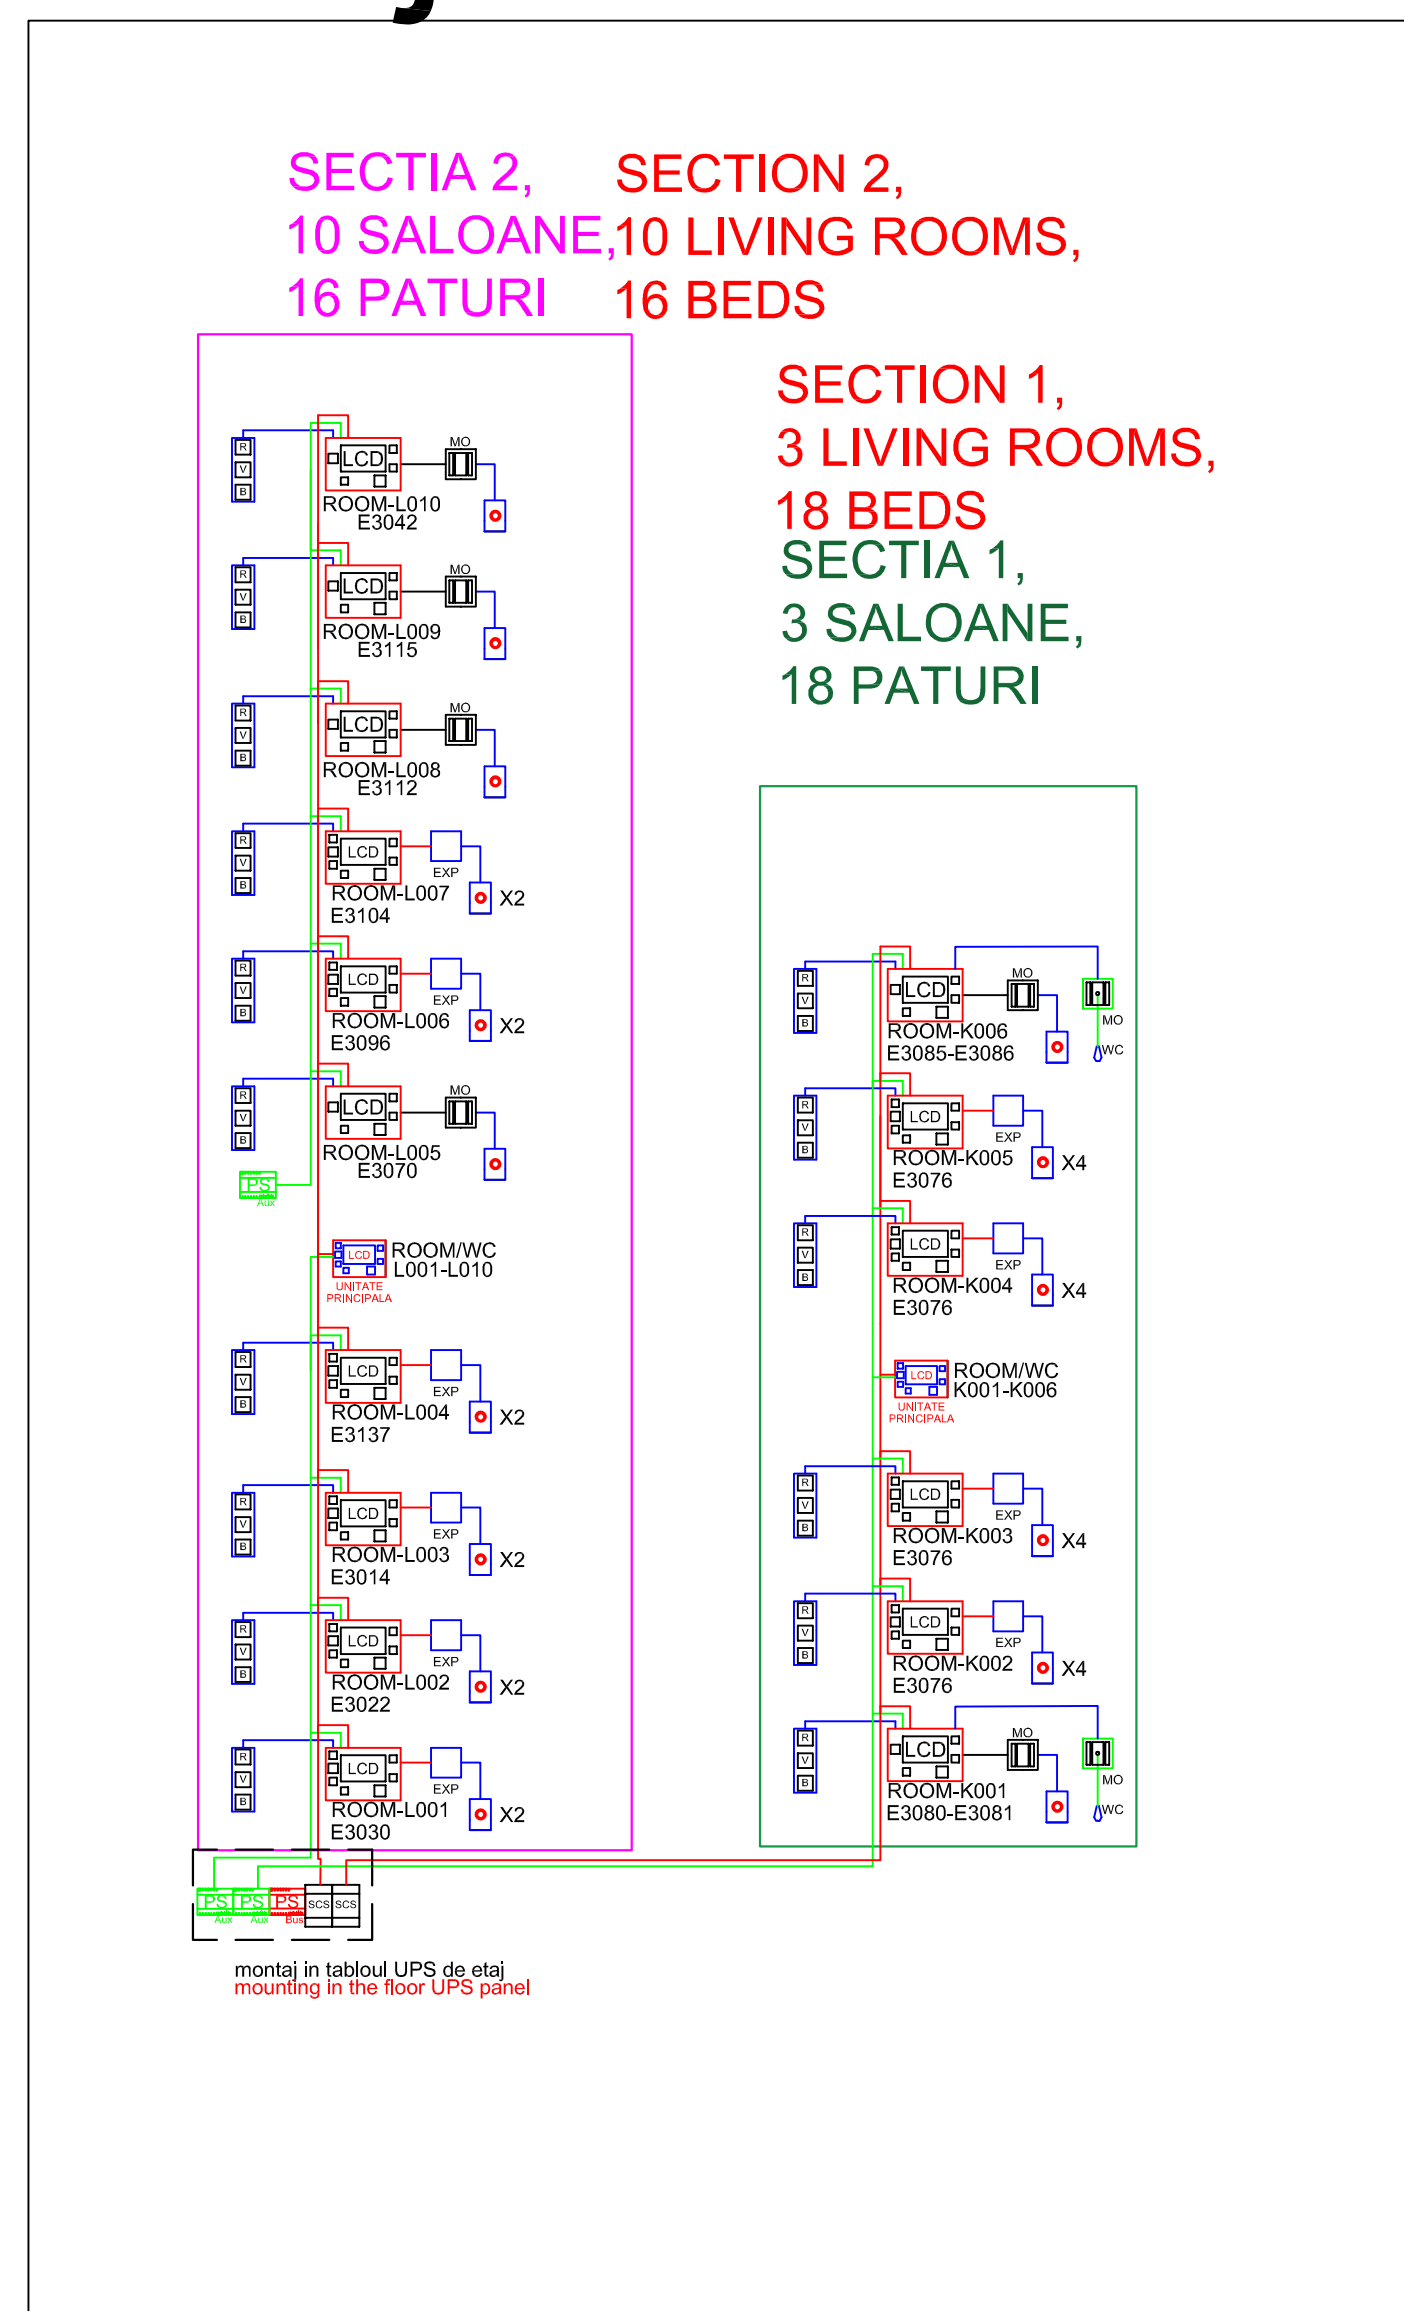 SECTIA 2,
10 SALOANE,
16 PATURI
SECTION 2,
10 LIVING ROOMS,
16 BEDS
SECTION 1,
3 LIVING ROOMS,
18 BEDS
SECTIA 1,
3 SALOANE,
18 PATURI
R
V
B
LCD
MO
ROOM-L010
E3042
R
V
B
LCD
MO
ROOM-L009
E3115
R
V
B
LCD
MO
ROOM-L008
E3112
R
V
B
LCD
EXP
ROOM-L007
E3104
X2
R
V
B
LCD
EXP
ROOM-L006
E3096
X2
R
V
B
LCD
MO
ROOM-L005
E3070
PS
Aux
LCD
ROOM/WC
L001-L010
UNITATE
PRINCIPALA
R
V
B
LCD
EXP
ROOM-L004
E3137
X2
R
V
B
LCD
EXP
ROOM-L003
E3014
X2
R
V
B
LCD
EXP
ROOM-L002
E3022
X2
R
V
B
LCD
EXP
ROOM-L001
E3030
X2
R
V
B
LCD
MO
ROOM-K006
E3085-E3086
MO
WC
R
V
B
LCD
EXP
ROOM-K005
E3076
X4
R
V
B
LCD
EXP
ROOM-K004
E3076
X4
LCD
ROOM/WC
K001-K006
UNITATE
PRINCIPALA
R
V
B
LCD
EXP
ROOM-K003
E3076
X4
R
V
B
LCD
EXP
ROOM-K002
E3076
X4
R
V
B
LCD
MO
ROOM-K001
E3080-E3081
MO
WC
PS
Aux
PS
Aux
PS
Bus
SCS
SCS
montaj in tabloul UPS de etaj
mounting in the floor UPS panel